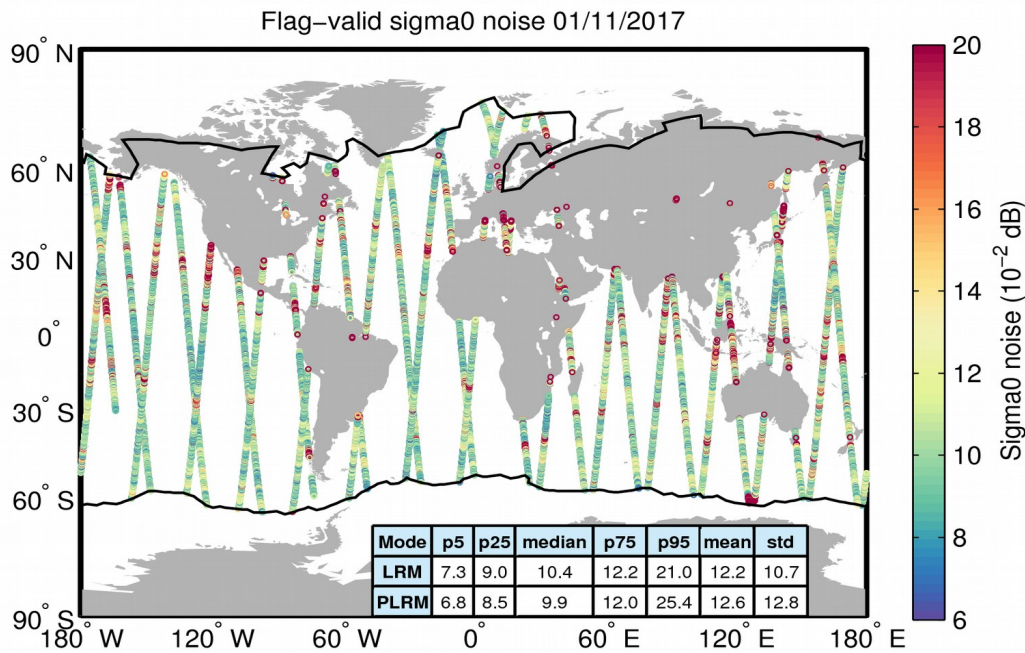 Flag−valid sigma0 noise 01/11/2017
90° N
60° N
30° N
0°
30° S
60° S
90° S
180° W
120° W
60° W
0°
60° E
120° E
180° E
Mode p5 p25 median p75 p95 mean std
LRM 7.3 9.0 10.4 12.2 21.0 12.2 10.7
PLRM 6.8 8.5 9.9 12.0 25.4 12.6 12.8
20
18
16
14
12
10
8
6
Sigma0 noise (10⁻² dB)